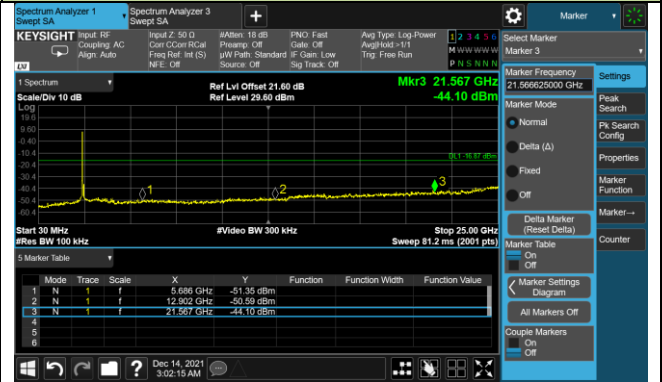 Spectrum Analyzer 1
Swept SA
Spectrum Analyzer 3
Swept SA
+
Marker
KEYSIGHT
Input: RF
Coupling: AC
Align: Auto
Input Z: 50 Ω
Corr CCorr RCal
Freq Ref: Int (S)
NFE: Off
#Atten: 18 dB
Preamp: Off
µW Path: Standard
Source: Off
PNO: Fast
Gate: Off
IF Gain: Low
Sig Track: Off
Avg Type: Log-Power
Avg|Hold:>1/1
Trig: Free Run
1 2 3 4 5 6
M W W W W W
P N S N N N
LXI
Select Marker
Marker 3
1 Spectrum
Scale/Div 10 dB
Ref Lvl Offset 21.60 dB
Ref Level 29.60 dBm
Mkr3 21.567 GHz
-44.10 dBm
Log
19.6
9.60
-0.40
-10.4
-20.4
-30.4
-40.4
-50.4
-60.4
DL1 -16.87 dBm
1
2
3
Start 30 MHz
#Res BW 100 kHz
#Video BW 300 kHz
Stop 25.00 GHz
Sweep 81.2 ms (2001 pts)
5 Marker Table
Mode Trace Scale X Y Function Function Width Function Value
1 N 1 f 5.686 GHz -51.35 dBm
2 N 1 f 12.902 GHz -50.59 dBm
3 N 1 f 21.567 GHz -44.10 dBm
4
5
6
Marker Frequency
21.566625000 GHz
Marker Mode
Normal
Delta (Δ)
Fixed
Off
Delta Marker
(Reset Delta)
Marker Table
On
Off
Marker Settings
Diagram
All Markers Off
Couple Markers
On
Off
Settings
Peak
Search
Pk Search
Config
Properties
Marker
Function
Marker→
Counter
?
Dec 14, 2021
3:02:15 AM